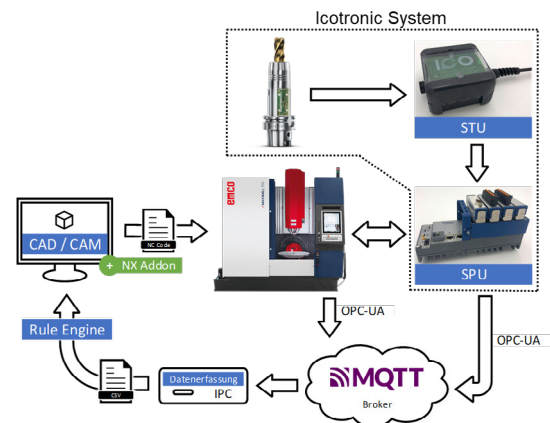 Icotronic System
ico
STU
emco
CAD / CAM
NC Code
+ NX Addon
SPU
OPC-UA
OPC-UA
Rule Engine
CSV
Datenerfassung
IPC
MQTT
Broker